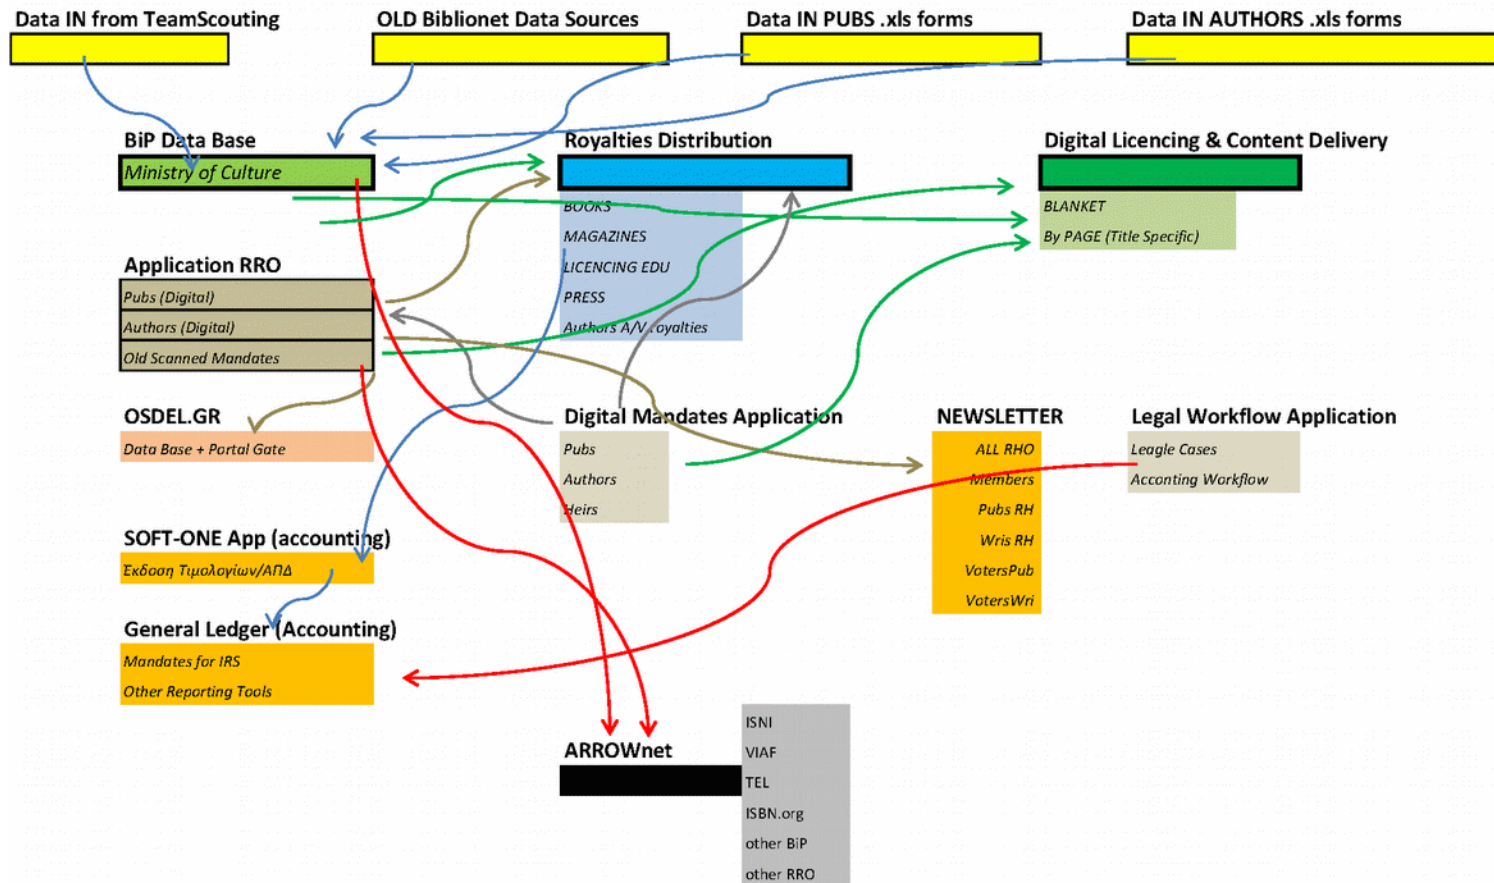 Data IN from TeamScouting
OLD Biblionet Data Sources
Data IN PUBS .xls forms
Data IN AUTHORS .xls forms
BiP Data Base
Ministry of Culture
Royalties Distribution
BOOKS
MAGAZINES
LICENCING EDU
PRESS
Authors A/V royalties
Digital Licencing & Content Delivery
BLANKET
By PAGE (Title Specific)
Application RRO
Pubs (Digital)
Authors (Digital)
Old Scanned Mandates
OSDEL.GR
Data Base + Portal Gate
Digital Mandates Application
Pubs
Authors
Heirs
NEWSLETTER
ALL RHO
Members
Pubs RH
Wris RH
VotersPub
VotersWri
Legal Workflow Application
Leagle Cases
Acconting Workflow
SOFT-ONE App (accounting)
Έκδοση Τιμολογίων/ΑΠΔ
General Ledger (Accounting)
Mandates for IRS
Other Reporting Tools
ARROWnet
ISNI
VIAF
TEL
ISBN.org
other BiP
other RRO